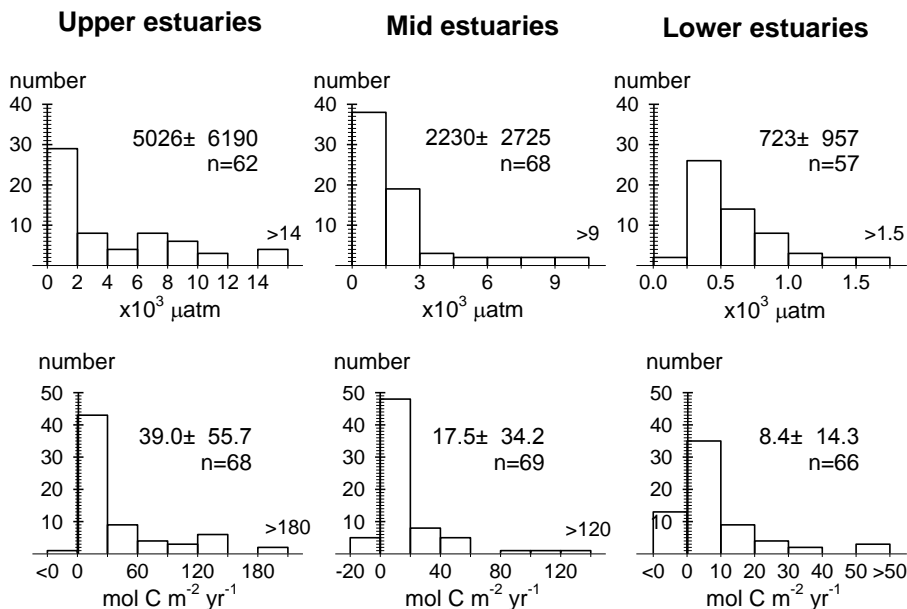 Upper estuaries
Mid estuaries
Lower estuaries
number
40
30
20
10
5026± 6190
n=62
>14
0 2 4 6 8 10 12 14
x10³ μatm
number
40
30
20
10
2230± 2725
n=68
>9
0 3 6 9
x10³ μatm
number
40
30
20
10
723± 957
n=57
>1.5
0.0 0.5 1.0 1.5
x10³ μatm
number
50
40
30
20
10
39.0± 55.7
n=68
>180
<0 0 60 120 180
mol C m⁻² yr⁻¹
number
50
40
30
20
10
17.5± 34.2
n=69
>120
-20 0 40 80 120
mol C m⁻² yr⁻¹
number
50
40
30
20
10
8.4± 14.3
n=66
<0 0 10 20 30 40 50 >50
mol C m⁻² yr⁻¹